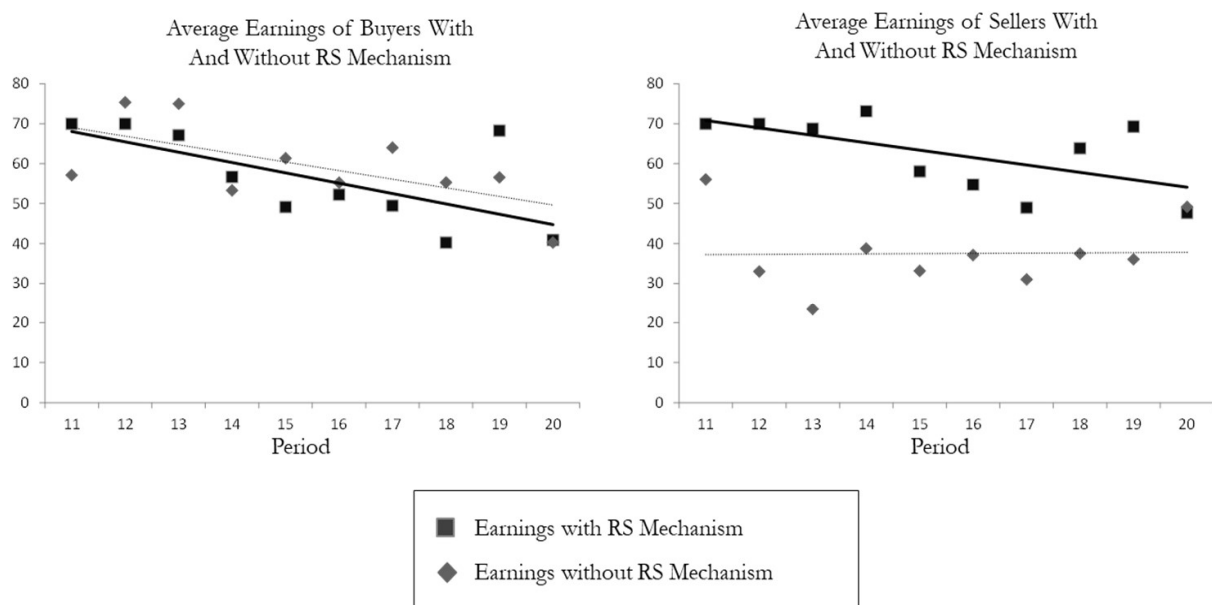 Average Earnings of Buyers With
And Without RS Mechanism
80
70
60
50
40
30
20
10
0
11 12 13 14 15 16 17 18 19 20
Period
Average Earnings of Sellers With
And Without RS Mechanism
80
70
60
50
40
30
20
10
0
11 12 13 14 15 16 17 18 19 20
Period
Earnings with RS Mechanism
Earnings without RS Mechanism